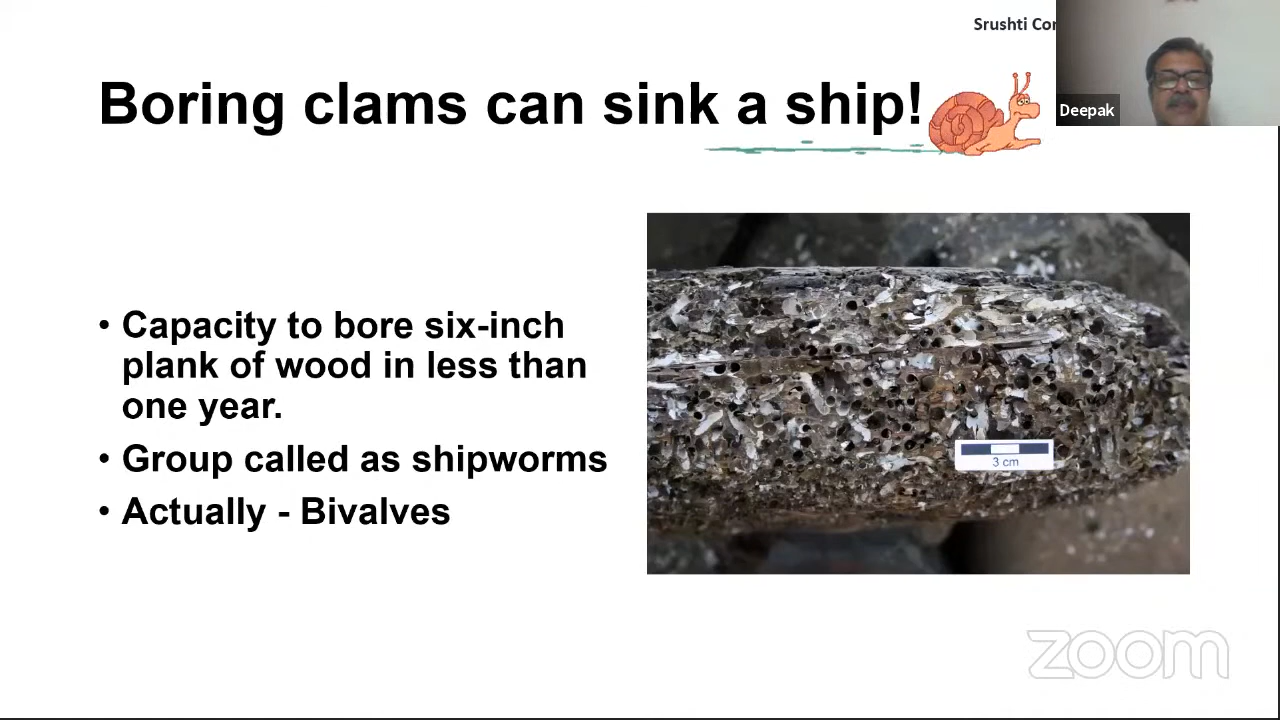 Srushti
Boring clams can sink a ship!
Deepak
• Capacity to bore six-inch
plank of wood in less than
one year.
• Group called as shipworms
• Actually - Bivalves
3 cm
zoom